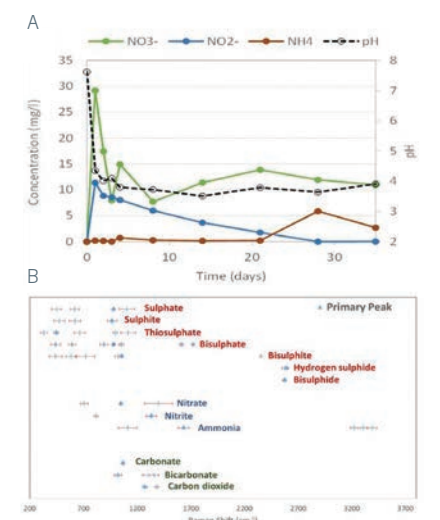 A
NO3- NO2- NH4 pH
35 8
30 7
25 6
20
15 5
10 4
5 3
0 2
0 10 20 30
Concentration (mg/l)
pH
Time (days)
B
Sulphate Primary Peak
Sulphite
Thiosulphate
Bisulphate
Bisulphite
Hydrogen sulphide
Bisulphide
Nitrate
Nitrite
Ammonia
Carbonate
Bicarbonate
Carbon dioxide
200 700 1200 1700 2200 2700 3200 3700